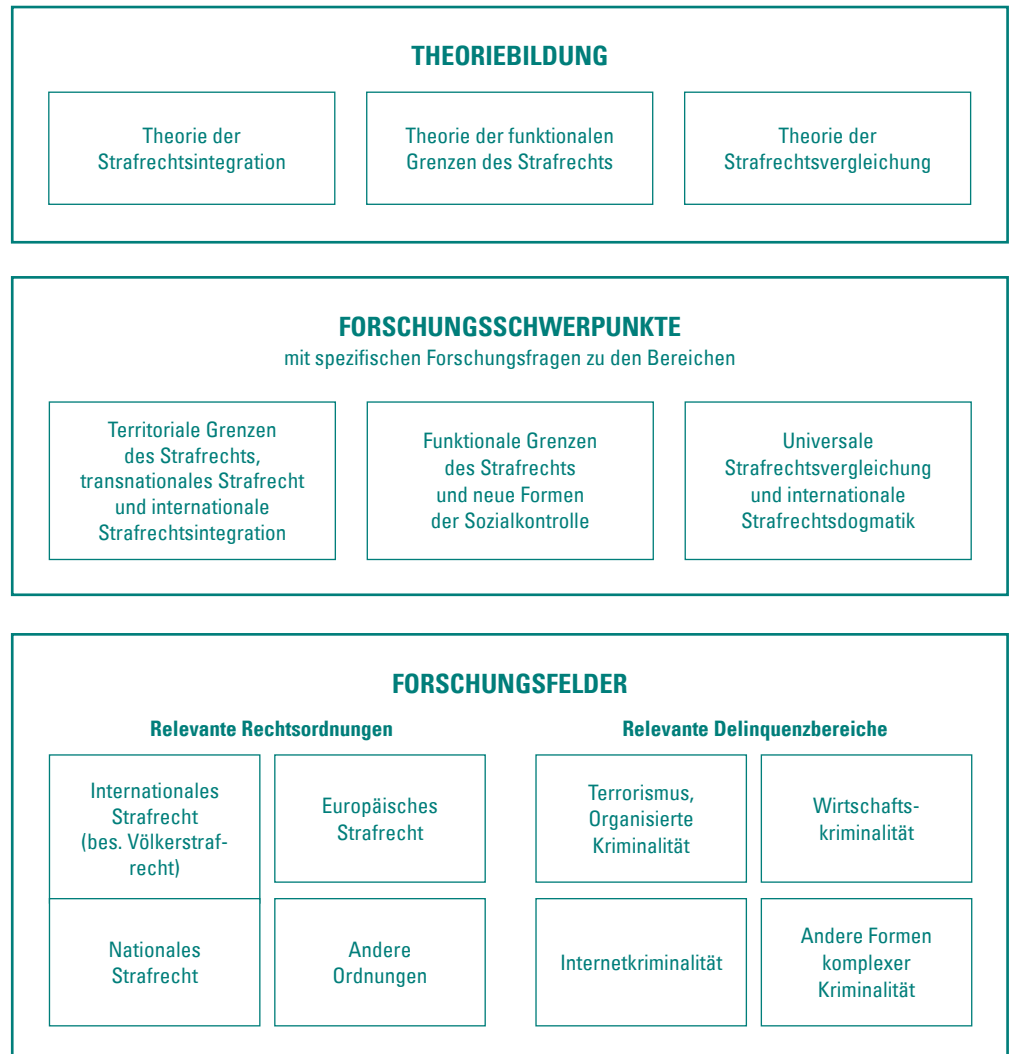 THEORIEBILDUNG
Theorie der
Strafrechtsintegration
Theorie der funktionalen
Grenzen des Strafrechts
Theorie der
Strafrechtsvergleichung
FORSCHUNGSSCHWERPUNKTE
mit spezifischen Forschungsfragen zu den Bereichen
Territoriale Grenzen
des Strafrechts,
transnationales Strafrecht
und internationale
Strafrechtsintegration
Funktionale Grenzen
des Strafrechts
und neue Formen
der Sozialkontrolle
Universale
Strafrechtsvergleichung
und internationale
Strafrechtsdogmatik
FORSCHUNGSFELDER
Relevante Rechtsordnungen
Internationales
Strafrecht
(bes. Völkerstraf-
recht)
Europäisches
Strafrecht
Nationales
Strafrecht
Andere
Ordnungen
Relevante Delinquenzbereiche
Terrorismus,
Organisierte
Kriminalität
Wirtschafts-
kriminalität
Internetkriminalität
Andere Formen
komplexer
Kriminalität